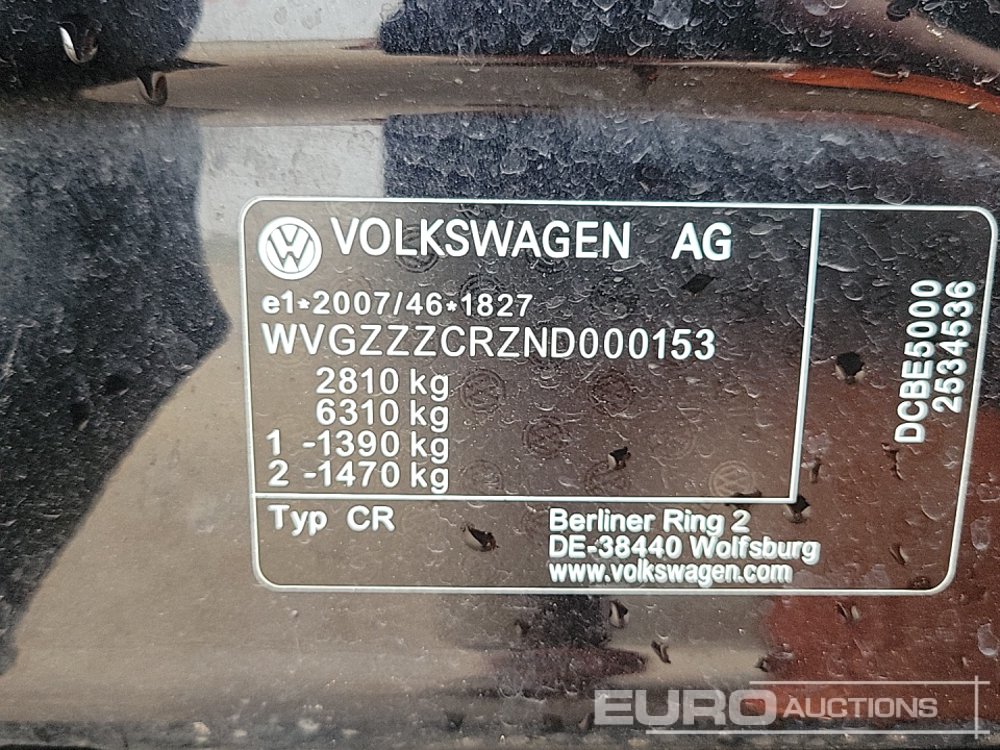 VOLKSWAGEN AG
e1*2007/46*1827
WVGZZZCRZND000153
2810 kg
6310 kg
1 -1390 kg
2 -1470 kg
Typ CR
Berliner Ring 2
DE-38440 Wolfsburg
www.volkswagen.com
DCBE5000
2534536
EURO AUCTIONS